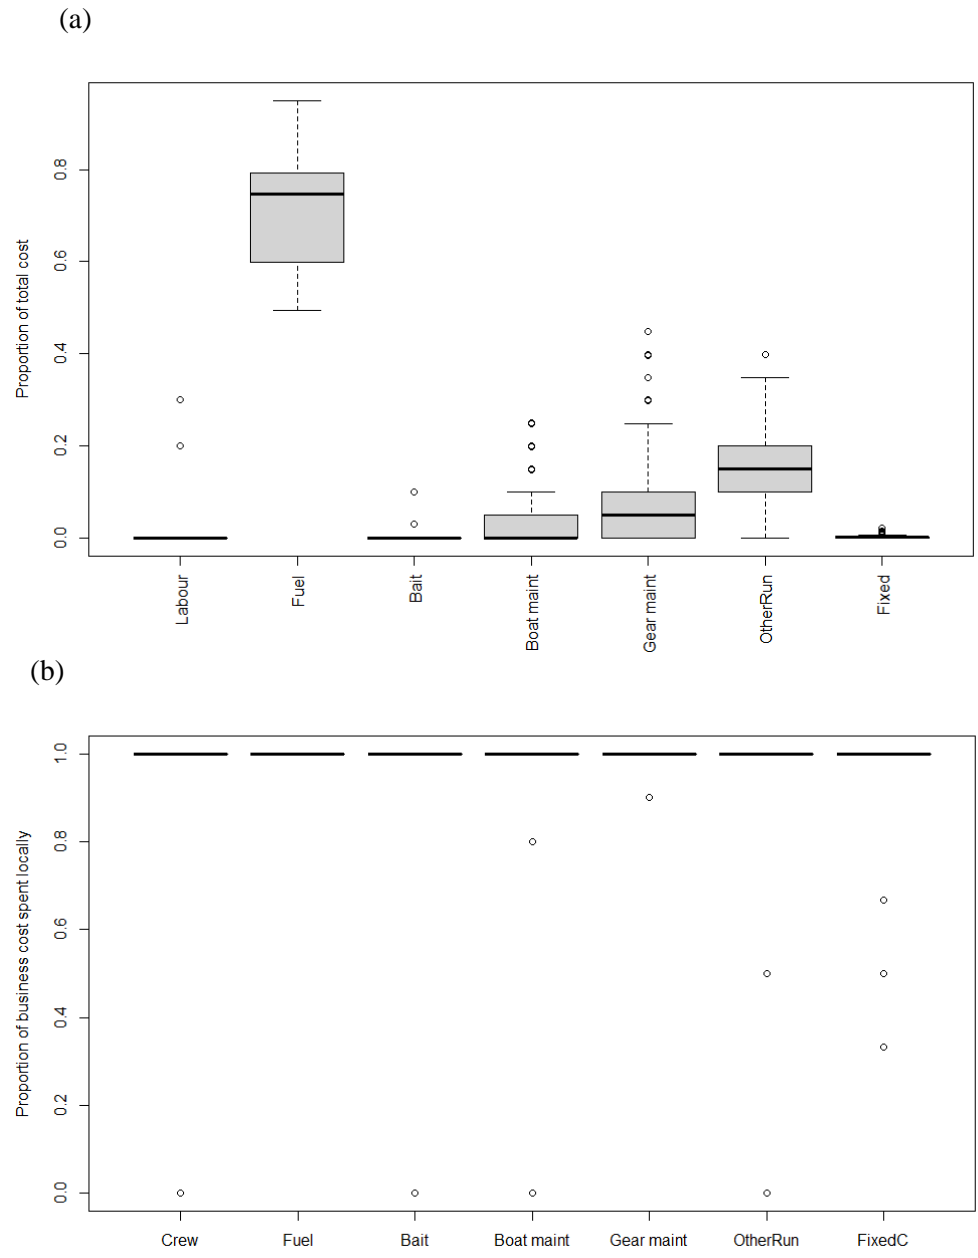 (a)
Proportion of total cost
0.8
0.6
0.4
0.2
0.0
Labour
Fuel
Bait
Boat maint
Gear maint
OtherRun
Fixed
(b)
Proportion of business cost spent locally
1.0
0.8
0.6
0.4
0.2
0.0
Crew Fuel Bait Boat maint Gear maint OtherRun FixedC